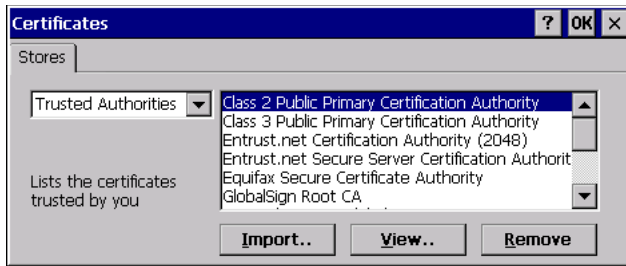 Certificates ? OK ×
Stores
Trusted Authorities
Class 2 Public Primary Certification Authority
Class 3 Public Primary Certification Authority
Entrust.net Certification Authority (2048)
Entrust.net Secure Server Certification Authorit
Equifax Secure Certificate Authority
GlobalSign Root CA
Lists the certificates
trusted by you
Import.. View.. Remove